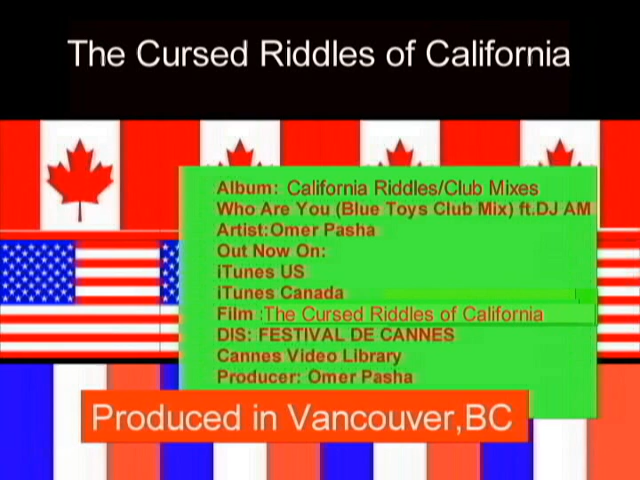 The Cursed Riddles of California
Album: California Riddles/Club Mixes
Who Are You (Blue Toys Club Mix) ft.DJ AM
Artist:Omer Pasha
Out Now On:
iTunes US
iTunes Canada
Film :The Cursed Riddles of California
DIS: FESTIVAL DE CANNES
Cannes Video Library
Producer: Omer Pasha
Produced in Vancouver,BC